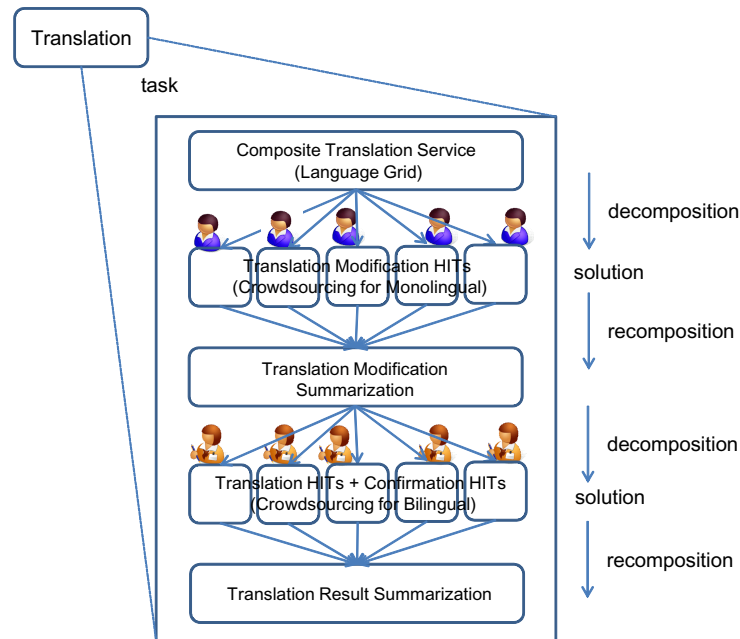 Translation
task
Composite Translation Service
(Language Grid)
decomposition
Translation Modification HITs
(Crowdsourcing for Monolingual)
solution
recomposition
Translation Modification
Summarization
decomposition
Translation HITs + Confirmation HITs
(Crowdsourcing for Bilingual)
solution
recomposition
Translation Result Summarization